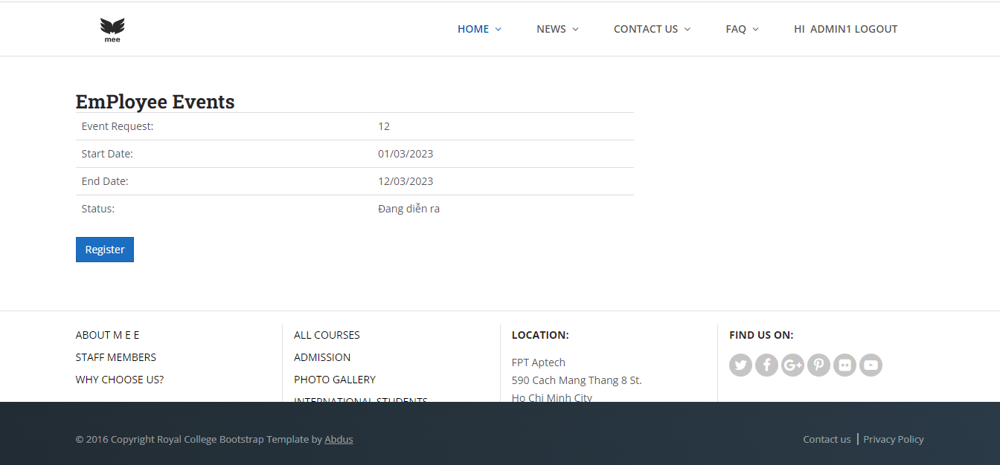 mee
HOME
NEWS
CONTACT US
FAQ
HI ADMIN1 LOGOUT
EmPloyee Events
Event Request: 12
Start Date: 01/03/2023
End Date: 12/03/2023
Status: Đang diễn ra
Register
ABOUT M E E
STAFF MEMBERS
WHY CHOOSE US?
ALL COURSES
ADMISSION
PHOTO GALLERY
INTERNATIONAL STUDENTS
LOCATION:
FPT Aptech
590 Cach Mang Thang 8 St.
Ho Chi Minh City
FIND US ON:
© 2016 Copyright Royal College Bootstrap Template by Abdus
Contact us | Privacy Policy